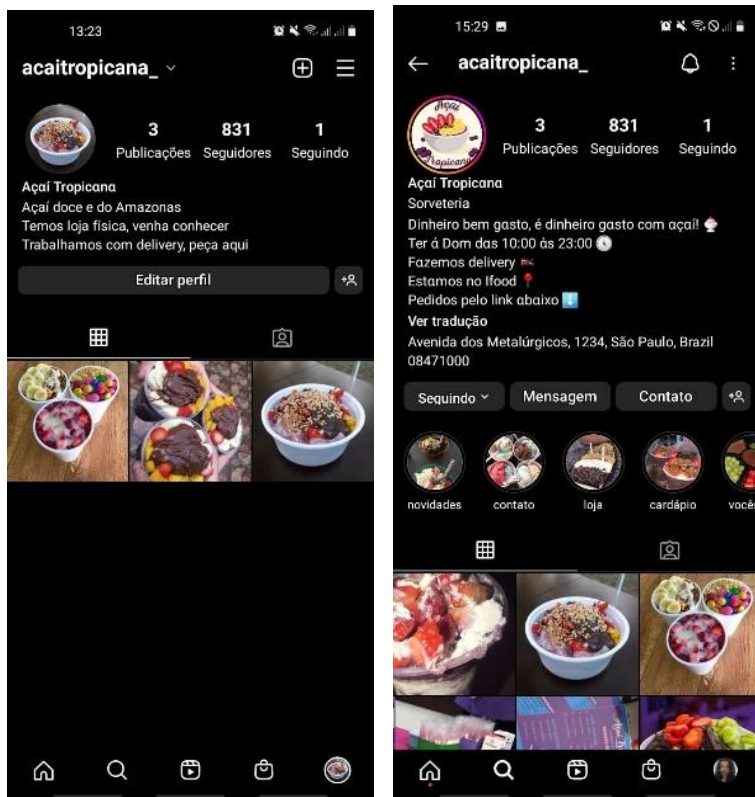 13:23
acaitropicana_
3 831 1
Publicações Seguidores Seguindo
Açaí Tropicana
Açaí doce e do Amazonas
Temos loja física, venha conhecer
Trabalhamos com delivery, peça aqui
Editar perfil
15:29
acaitropicana_
Açaí
Tropicana
3 831 1
Publicações Seguidores Seguindo
Açaí Tropicana
Sorveteria
Dinheiro bem gasto, é dinheiro gasto com açaí! 🍨
Ter á Dom das 10:00 às 23:00 🕔
Fazemos delivery
Estamos no Ifood 📍
Pedidos pelo link abaixo ⬇️
Ver tradução
Avenida dos Metalúrgicos, 1234, São Paulo, Brazil
08471000
Seguindo Mensagem Contato
novidades contato loja cardápio você